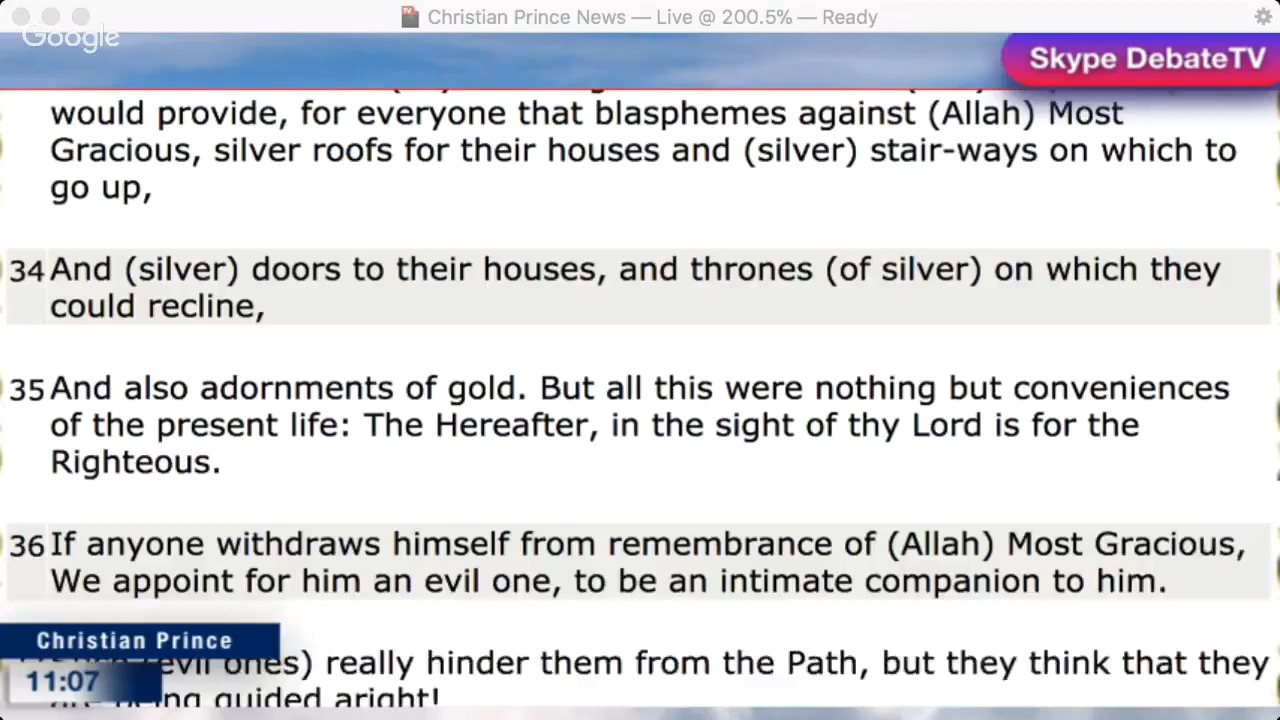 Christian Prince News — Live @ 200.5% — Ready
Google
Skype DebateTV
would provide, for everyone that blasphemes against (Allah) Most
Gracious, silver roofs for their houses and (silver) stair-ways on which to
go up,
34 And (silver) doors to their houses, and thrones (of silver) on which they
could recline,
35 And also adornments of gold. But all this were nothing but conveniences
of the present life: The Hereafter, in the sight of thy Lord is for the
Righteous.
36 If anyone withdraws himself from remembrance of (Allah) Most Gracious,
We appoint for him an evil one, to be an intimate companion to him.
Christian Prince
(evil ones) really hinder them from the Path, but they think that they
11:07
being guided aright!